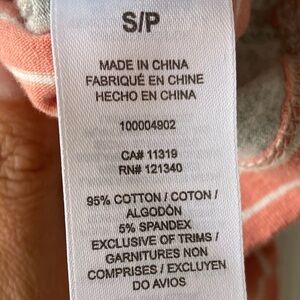 S/P
MADE IN CHINA
FABRIQUÉ EN CHINE
HECHO EN CHINA
100004902
CA# 11319
RN# 121340
95% COTTON / COTON /
ALGODÓN
5% SPANDEX
EXCLUSIVE OF TRIMS /
GARNITURES NON
COMPRISES / EXCLUYEN
DO AVIOS